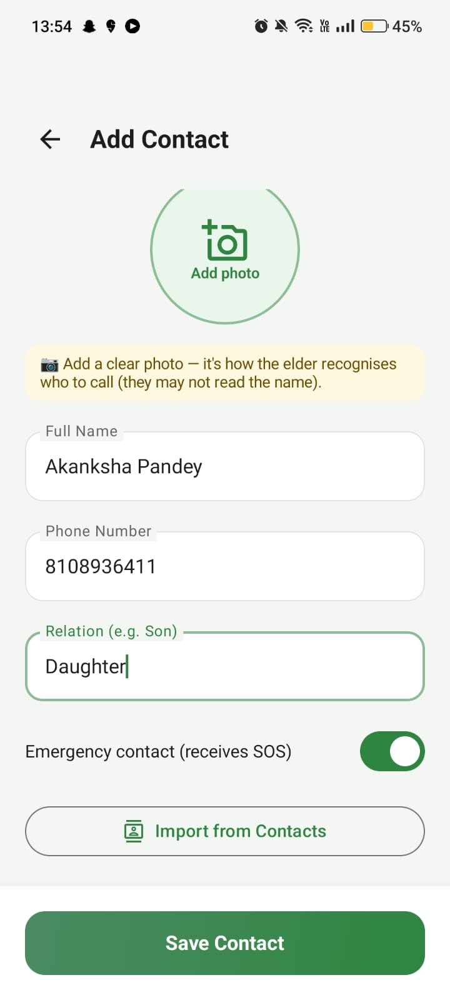 13:54
Vo
LTE
45%
Add Contact
Add photo
📷 Add a clear photo — it's how the elder recognises
who to call (they may not read the name).
Full Name
Akanksha Pandey
Phone Number
8108936411
Relation (e.g. Son)
Daughter
Emergency contact (receives SOS)
Import from Contacts
Save Contact